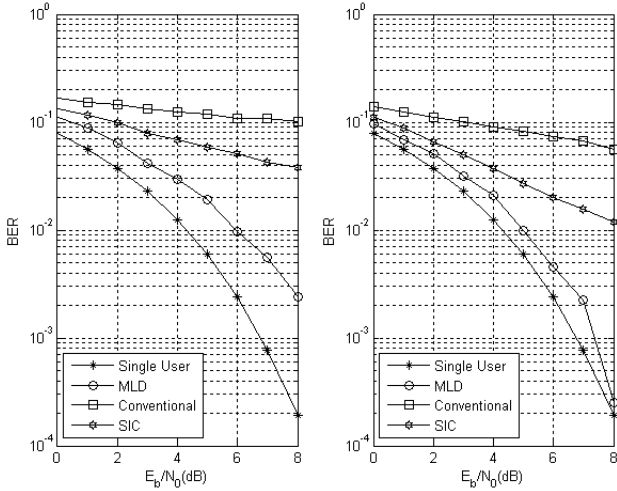 10^0
10^-1
10^-2
10^-3
10^-4
BER
0 2 4 6 8
E_b/N_0(dB)
Single User
MLD
Conventional
SIC
10^0
10^-1
10^-2
10^-3
10^-4
BER
0 2 4 6 8
E_b/N_0(dB)
Single User
MLD
Conventional
SIC